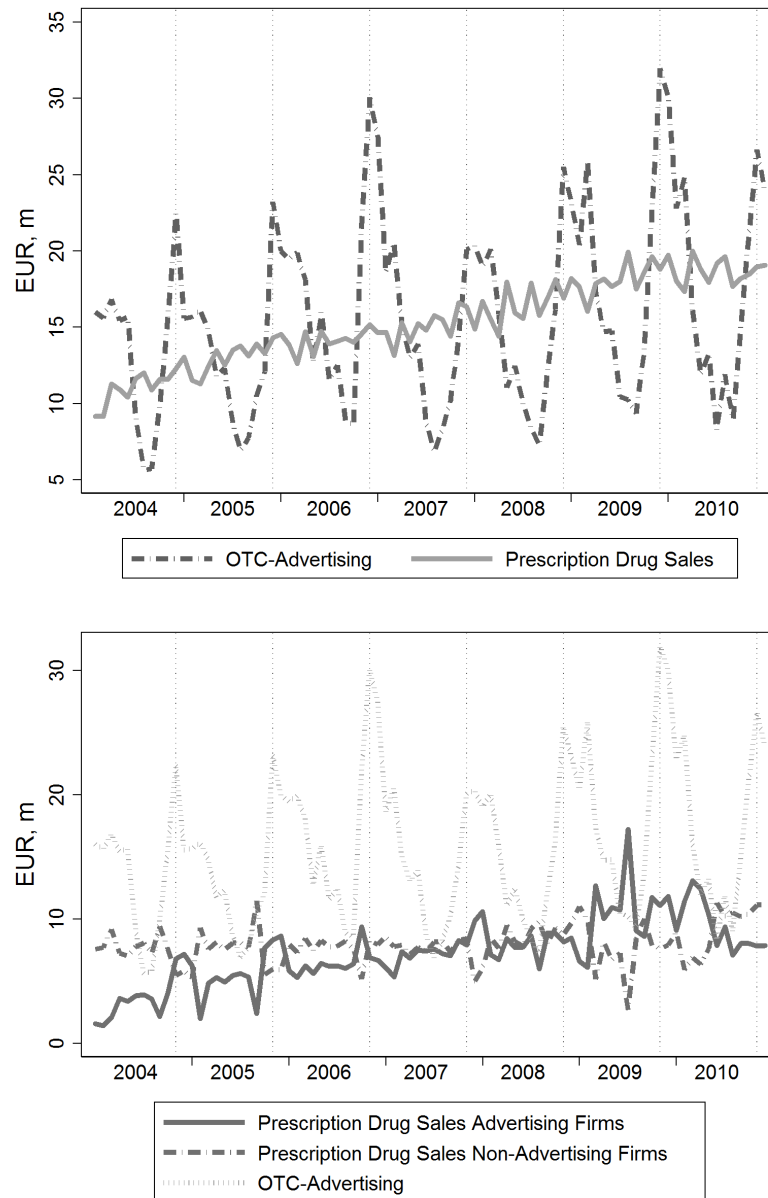 EUR, m
35
30
25
20
15
10
5
2004 2005 2006 2007 2008 2009 2010
OTC-Advertising Prescription Drug Sales
EUR, m
30
20
10
0
2004 2005 2006 2007 2008 2009 2010
Prescription Drug Sales Advertising Firms
Prescription Drug Sales Non-Advertising Firms
OTC-Advertising